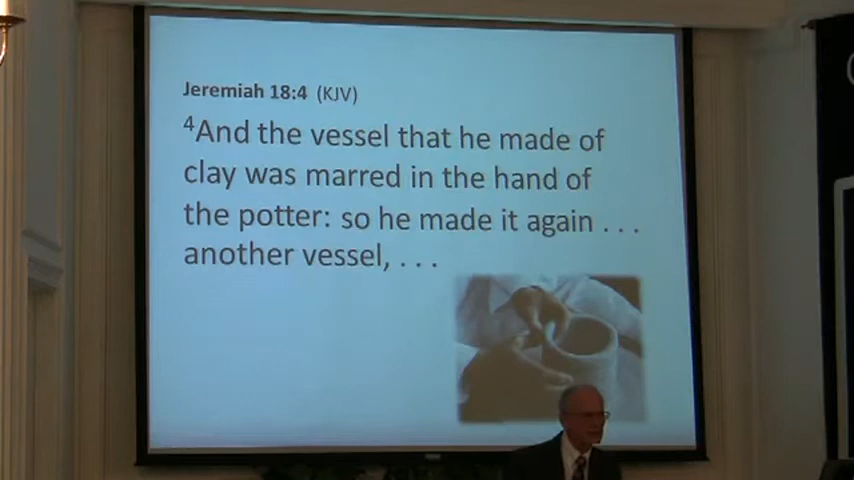 Jeremiah 18:4 (KJV)
4And the vessel that he made of
clay was marred in the hand of
the potter: so he made it again . . .
another vessel, . . .